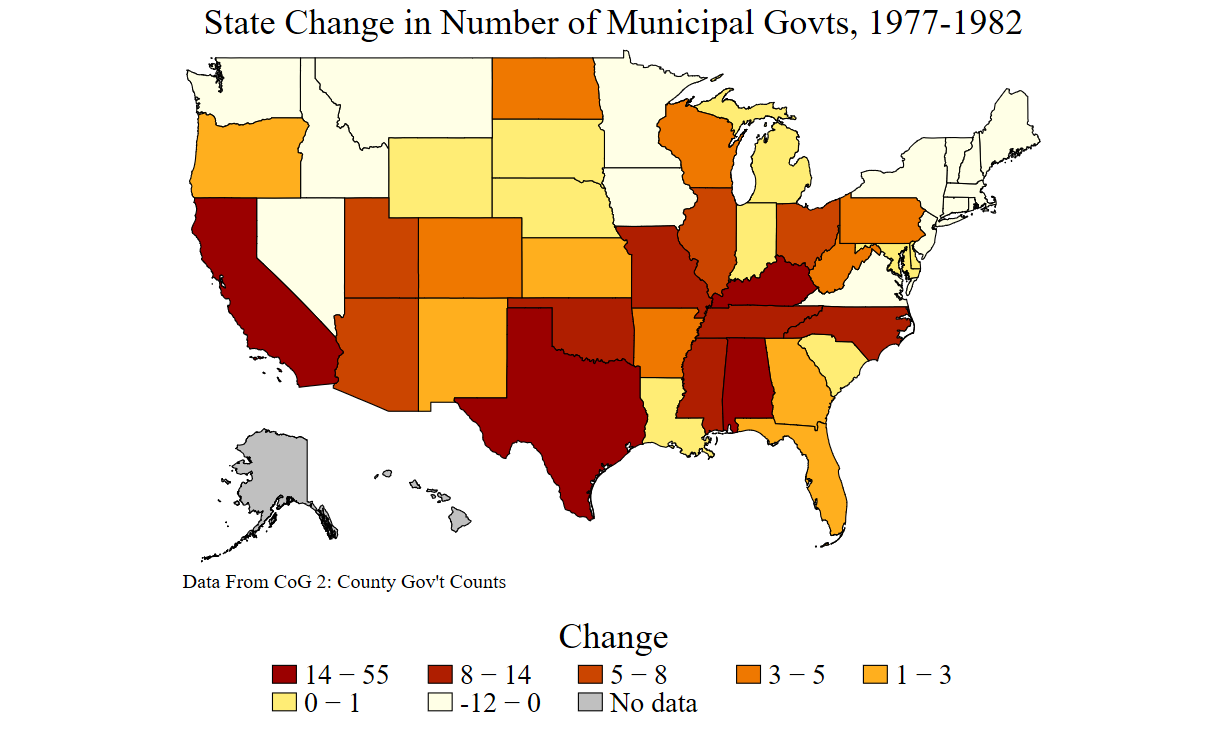 State Change in Number of Municipal Govts, 1977-1982
Data From CoG 2: County Gov't Counts
Change
14 − 55 8 − 14 5 − 8 3 − 5 1 − 3
0 − 1 -12 − 0 No data